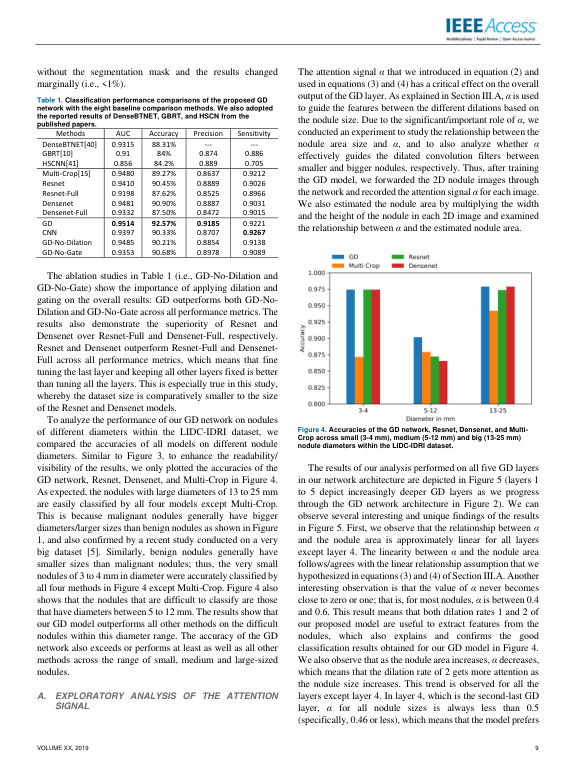 IEEE Access
Multidisciplinary | Rapid Review | Open Access Journal
without the segmentation mask and the results changed
marginally (i.e., <1%).
Table 1. Classification performance comparisons of the proposed GD
network with the eight baseline comparison methods. We also adopted
the reported results of DenseBTNET, GBRT, and HSCN from the
published papers.
Methods AUC Accuracy Precision Sensitivity
DenseBTNET[40] 0.9315 88.31% --- ---
GBRT[10] 0.91 84% 0.874 0.886
HSCNN[41] 0.856 84.2% 0.889 0.705
Multi-Crop[15] 0.9480 89.27% 0.8637 0.9212
Resnet 0.9410 90.45% 0.8889 0.9026
Resnet-Full 0.9198 87.62% 0.8525 0.8966
Densenet 0.9481 90.90% 0.8887 0.9031
Densenet-Full 0.9332 87.50% 0.8472 0.9015
GD 0.9514 92.57% 0.9185 0.9221
CNN 0.9397 90.33% 0.8707 0.9267
GD-No-Dilation 0.9485 90.21% 0.8854 0.9138
GD-No-Gate 0.9353 90.68% 0.8978 0.9089
The ablation studies in Table 1 (i.e., GD-No-Dilation and
GD-No-Gate) show the importance of applying dilation and
gating on the overall results: GD outperforms both GD-No-
Dilation and GD-No-Gate across all performance metrics. The
results also demonstrate the superiority of Resnet and
Densenet over Resnet-Full and Densenet-Full, respectively.
Resnet and Densenet outperform Resnet-Full and Densenet-
Full across all performance metrics, which means that fine
tuning the last layer and keeping all other layers fixed is better
than tuning all the layers. This is especially true in this study,
whereby the dataset size is comparatively smaller to the size
of the Resnet and Densenet models.
To analyze the performance of our GD network on nodules
of different diameters within the LIDC-IDRI dataset, we
compared the accuracies of all models on different nodule
diameters. Similar to Figure 3, to enhance the readability/
visibility of the results, we only plotted the accuracies of the
GD network, Resnet, Densenet, and Multi-Crop in Figure 4.
As expected, the nodules with large diameters of 13 to 25 mm
are easily classified by all four models except Multi-Crop.
This is because malignant nodules generally have bigger
diameters/larger sizes than benign nodules as shown in Figure
1, and also confirmed by a recent study conducted on a very
big dataset [5]. Similarly, benign nodules generally have
smaller sizes than malignant nodules; thus, the very small
nodules of 3 to 4 mm in diameter were accurately classified by
all four methods in Figure 4 except Multi-Crop. Figure 4 also
shows that the nodules that are difficult to classify are those
that have diameters between 5 to 12 mm. The results show that
our GD model outperforms all other methods on the difficult
nodules within this diameter range. The accuracy of the GD
network also exceeds or performs at least as well as all other
methods across the range of small, medium and large-sized
nodules.
A. EXPLORATORY ANALYSIS OF THE ATTENTION
SIGNAL
The attention signal α that we introduced in equation (2) and
used in equations (3) and (4) has a critical effect on the overall
output of the GD layer. As explained in Section III.A, α is used
to guide the features between the different dilations based on
the nodule size. Due to the significant/important role of α, we
conducted an experiment to study the relationship between the
nodule area size and α, and to also analyze whether α
effectively guides the dilated convolution filters between
smaller and bigger nodules, respectively. Thus, after training
the GD model, we forwarded the 2D nodule images through
the network and recorded the attention signal α for each image.
We also estimated the nodule area by multiplying the width
and the height of the nodule in each 2D image and examined
the relationship between α and the estimated nodule area.
GD Resnet
Multi Crop Densenet
1.000
0.975
0.950
0.925
0.900
0.875
0.850
0.825
0.800
Accuracy
3-4 5-12 13-25
Diameter in mm
Figure 4. Accuracies of the GD network, Resnet, Densenet, and Multi-
Crop across small (3-4 mm), medium (5-12 mm) and big (13-25 mm)
nodule diameters within the LIDC-IDRI dataset.
The results of our analysis performed on all five GD layers
in our network architecture are depicted in Figure 5 (layers 1
to 5 depict increasingly deeper GD layers as we progress
through the GD network architecture in Figure 2). We can
observe several interesting and unique findings of the results
in Figure 5. First, we observe that the relationship between α
and the nodule area is approximately linear for all layers
except layer 4. The linearity between α and the nodule area
follows/agrees with the linear relationship assumption that we
hypothesized in equations (3) and (4) of Section III.A. Another
interesting observation is that the value of α never becomes
close to zero or one; that is, for most nodules, α is between 0.4
and 0.6. This result means that both dilation rates 1 and 2 of
our proposed model are useful to extract features from the
nodules, which also explains and confirms the good
classification results obtained for our GD model in Figure 4.
We also observe that as the nodule area increases, α decreases,
which means that the dilation rate of 2 gets more attention as
the nodule size increases. This trend is observed for all the
layers except layer 4. In layer 4, which is the second-last GD
layer, α for all nodule sizes is always less than 0.5
(specifically, 0.46 or less), which means that the model prefers
VOLUME XX, 2019 9